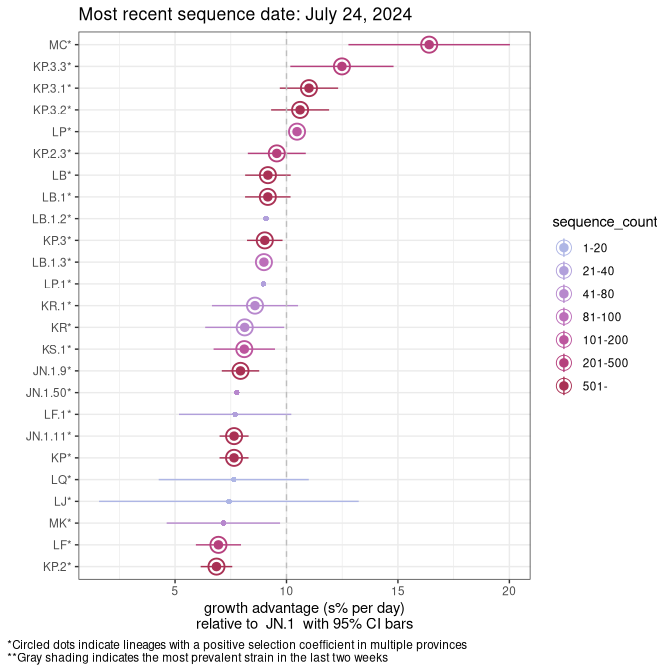 Most recent sequence date: July 24, 2024
MC*
KP.3.3*
KP.3.1*
KP.3.2*
LP*
KP.2.3*
LB*
LB.1*
LB.1.2*
KP.3*
LB.1.3*
LP.1*
KR.1*
KR*
KS.1*
JN.1.9*
JN.1.50*
LF.1*
JN.1.11*
KP*
LQ*
LJ*
MK*
LF*
KP.2*
5 10 15 20
growth advantage (s% per day)
relative to JN.1 with 95% CI bars
sequence_count
1-20
21-40
41-80
81-100
101-200
201-500
501-
*Circled dots indicate lineages with a positive selection coefficient in multiple provinces
**Gray shading indicates the most prevalent strain in the last two weeks